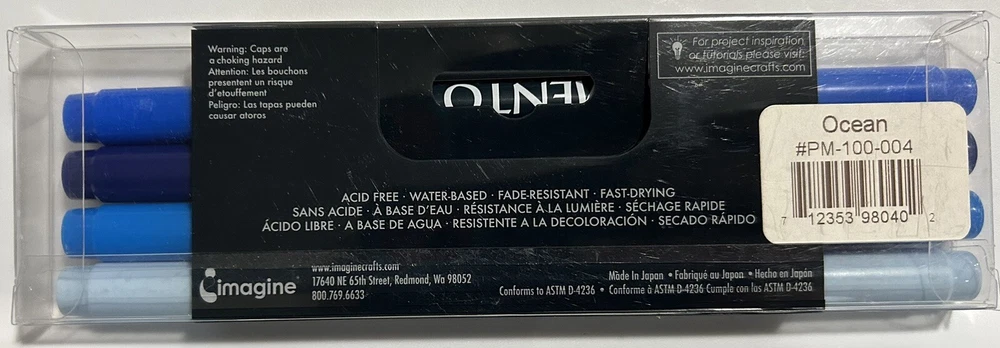 Warning: Caps are
a choking hazard
Attention: Les bouchons
presentent un risque
d'etouffement
Peligro: Las tapas pueden
causar atoros
For project inspiration
or tutorials please visit:
www.imaginecrafts.com
Ocean
#PM-100-004
7 12353 98040 2
ACID FREE · WATER-BASED · FADE-RESISTANT · FAST-DRYING
SANS ACIDE · À BASE D'EAU · RÉSISTANCE À LA LUMIÈRE · SÉCHAGE RAPIDE
ÁCIDO LIBRE · A BASE DE AGUA · RESISTENTE A LA DECOLORACIÓN · SECADO RÁPIDO
imagine
www.imaginecrafts.com
17640 NE 65th Street, Redmond, Wa 98052
800.769.6633
Made In Japan • Fabriqué au Japon • Hecho en Japón
Conforms to ASTM D-4236 • Conforme à ASTM D-4236 Cumple con las ASTM D-4236